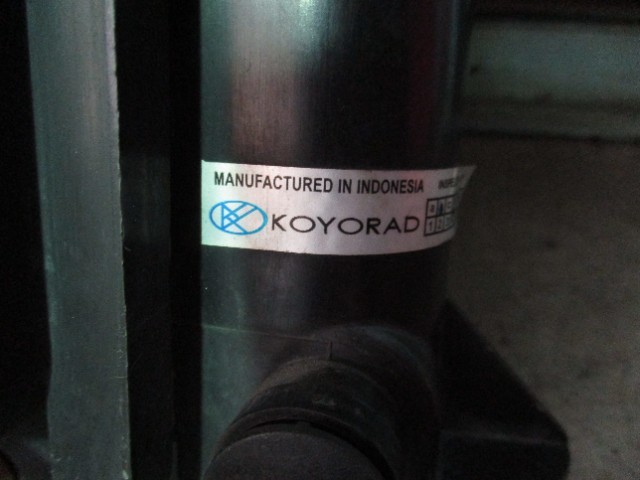 MANUFACTURED IN INDONESIA
KOYORAD